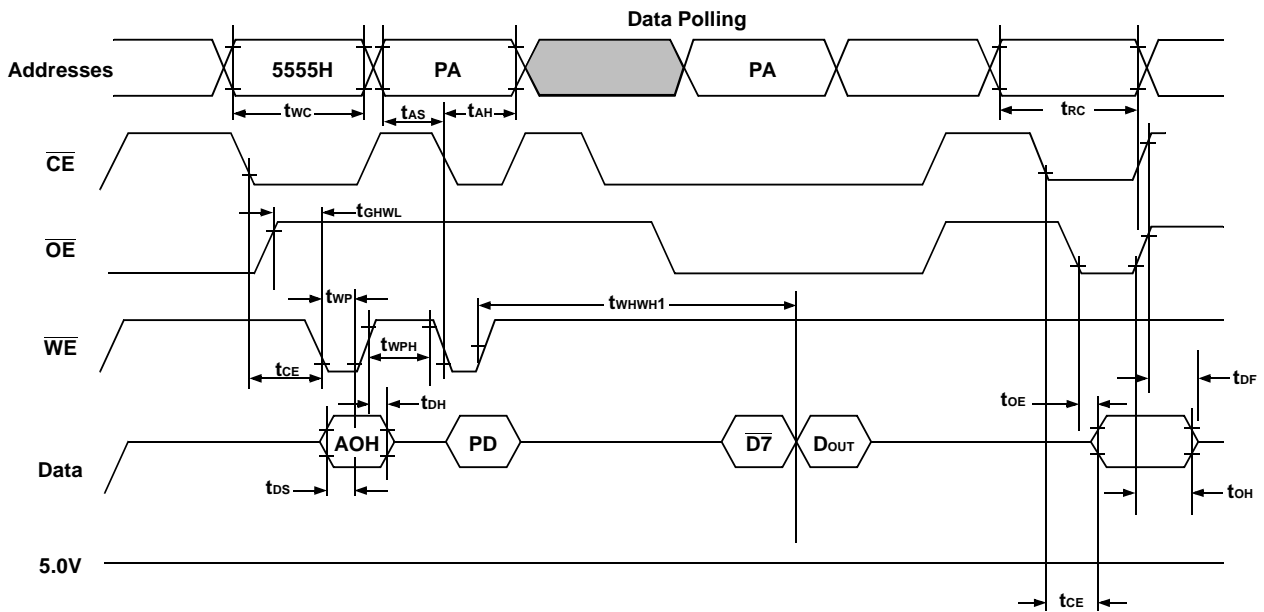 Data Polling
Addresses
5555H
PA
PA
tWC
tAS
tAH
tRC
CE
tGHWL
OE
tWP
tWHWH1
WE
tWPH
tCE
tDH
tOE
tDF
Data
AOH
PD
D7
DOUT
tDS
tOH
5.0V
tCE